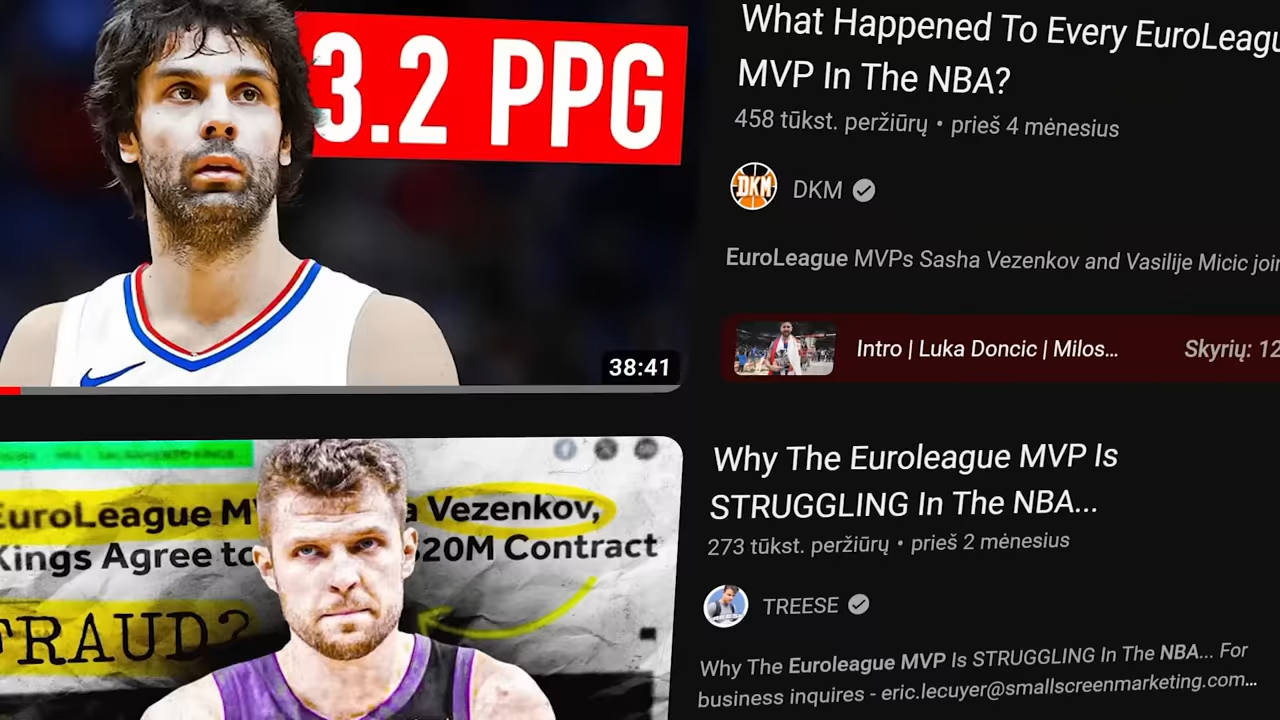 3.2 PPG
38:41
What Happened To Every EuroLeagu
MVP In The NBA?
458 tūkst. peržiūrų • prieš 4 mėnesius
DKM
DKM
EuroLeague MVPs Sasha Vezenkov and Vasilije Micic join
Intro | Luka Doncic | Milos...
Skyrių: 12
EuroLeague M a Vezenkov,
Kings Agree to $20M Contract
FRAUD?
Why The Euroleague MVP Is
STRUGGLING In The NBA...
273 tūkst. peržiūrų • prieš 2 mėnesius
TREESE
Why The Euroleague MVP Is STRUGGLING In The NBA... For
business inquires - eric.lecuyer@smallscreenmarketing.com...